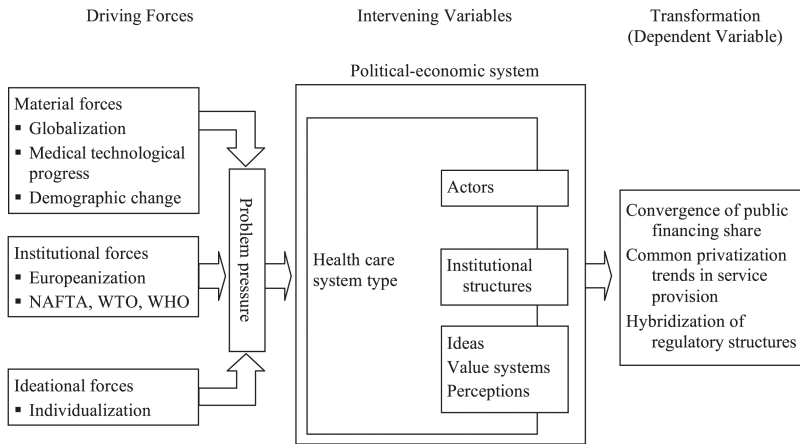 Driving Forces
Intervening Variables
Transformation
(Dependent Variable)
Political-economic system
Material forces
▪ Globalization
▪ Medical technological
progress
▪ Demographic change
Institutional forces
▪ Europeanization
▪ NAFTA, WTO, WHO
Ideational forces
▪ Individualization
Problem pressure
Health care
system type
Actors
Institutional
structures
Ideas
Value systems
Perceptions
Convergence of public
financing share
Common privatization
trends in service
provision
Hybridization of
regulatory structures